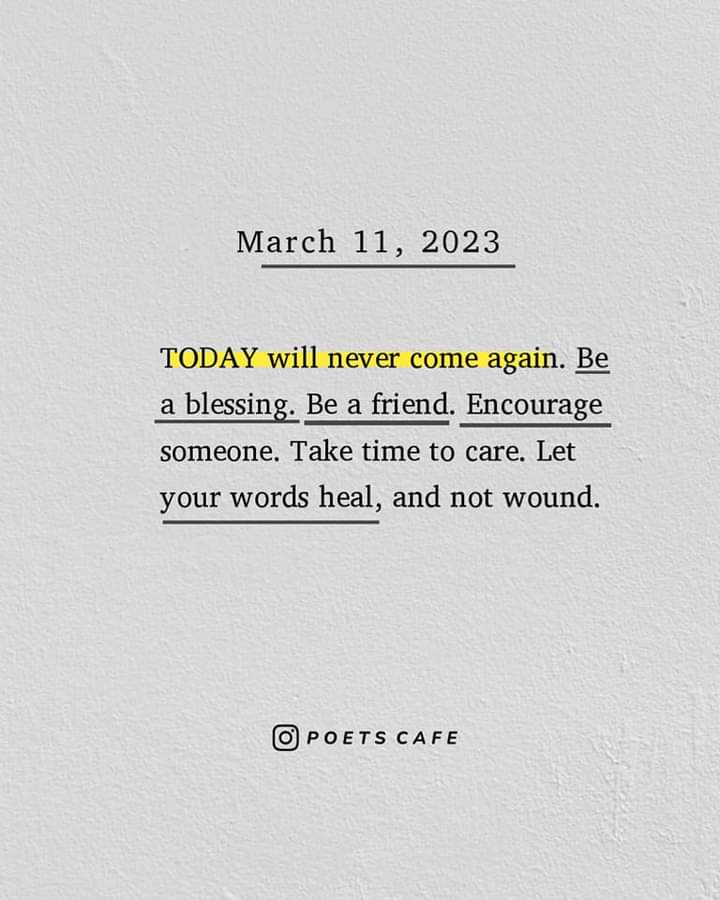 March 11, 2023
TODAY will never come again. Be
a blessing. Be a friend. Encourage
someone. Take time to care. Let
your words heal, and not wound.
POETS CAFE